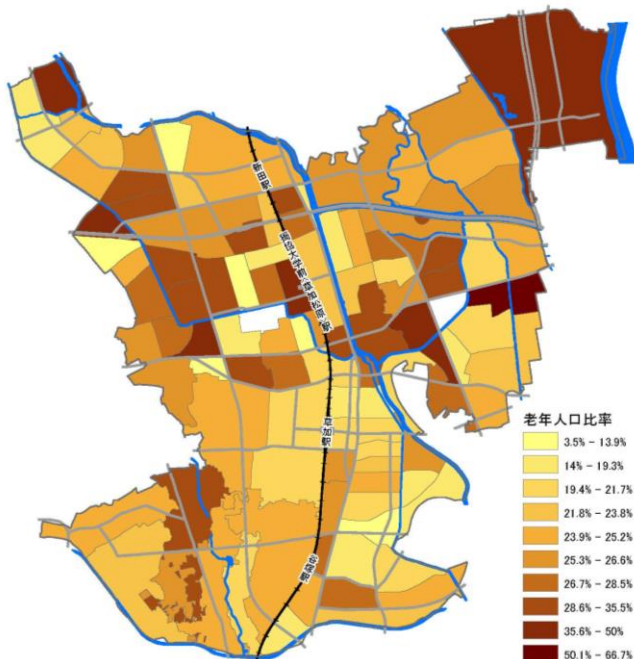 新田駅
獨協大学前〈草加松原〉駅
草加駅
谷塚駅
老年人口比率
3.5% - 13.9%
14% - 19.3%
19.4% - 21.7%
21.8% - 23.8%
23.9% - 25.2%
25.3% - 26.6%
26.7% - 28.5%
28.6% - 35.5%
35.6% - 50%
50.1% - 66.7%